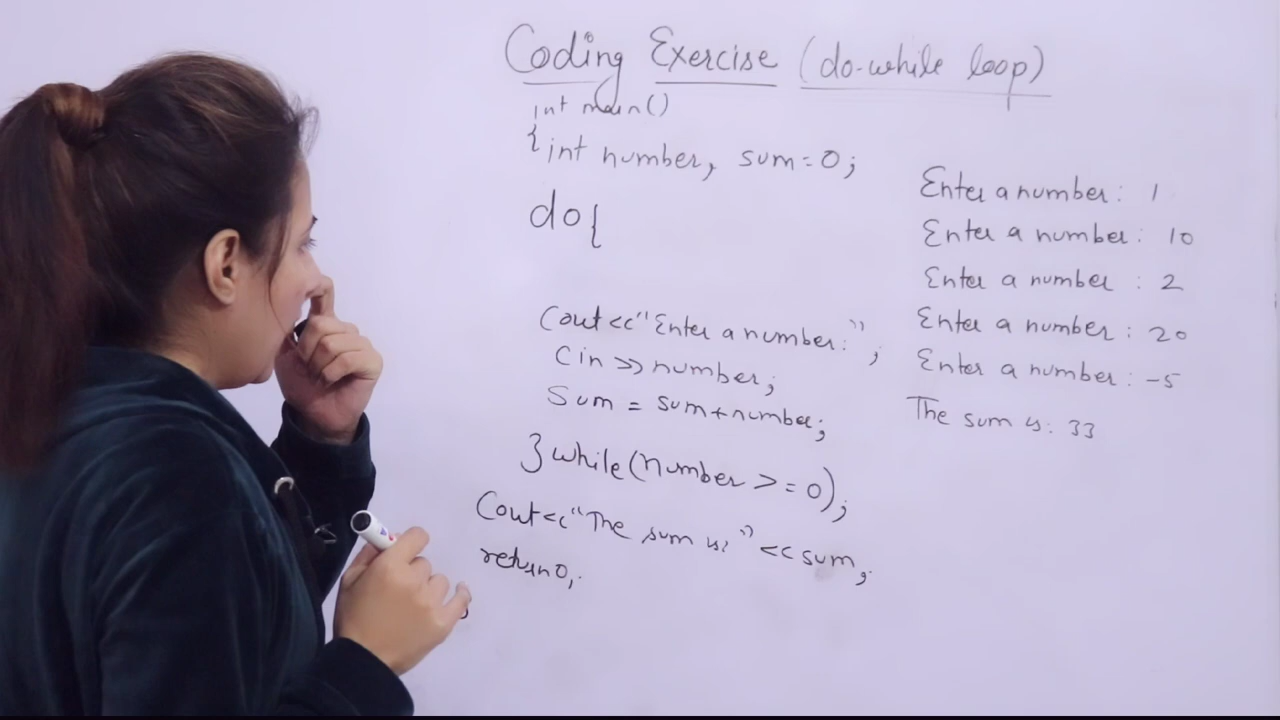 Coding Exercise (do-while loop)
int main()
{int number, sum=0;
do{
Cout<<"Enter a number:";
Cin>>number;
Sum = sum+number;
}while(number >=0);
Cout<<"The sum is:"<<sum;
return0;
Enter a number: 1
Enter a number: 10
Enter a number : 2
Enter a number : 20
Enter a number : -5
The sum is: 33